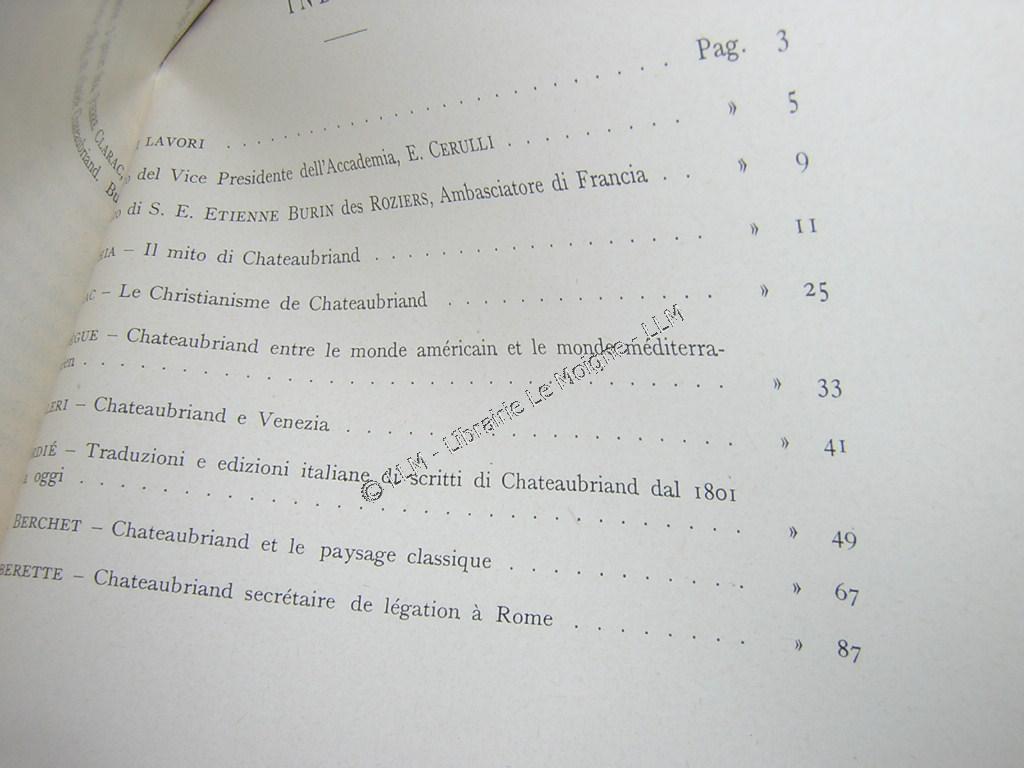 Pag. 3
LAVORI
del Vice Presidente dell'Accademia, E. CERULLI . . . . . . . . » 5
di S. E. ETIENNE BURIN des ROZIERS, Ambasciatore di Francia . . » 9
– Il mito di Chateaubriand . . . . . . . . . . . . . . . » 11
– Le Christianisme de Chateaubriand . . . . . . . . . . . . » 25
– Chateaubriand entre le monde américain et le monde méditerra-
. . . . . . . . . . . . . . . . . . . . . . » 33
– Chateaubriand e Venezia . . . . . . . . . . . . . . . . » 41
– Traduzioni e edizioni italiane di scritti di Chateaubriand dal 1801
oggi . . . . . . . . . . . . . . . . . . . . . . . » 49
BERCHET – Chateaubriand et le paysage classique . . . . . . . . . » 67
BERETTE – Chateaubriand secrétaire de légation à Rome . . . . . . . . » 87
CLARAC,
Chateaubriand.
© LLM - Librairie Le Moigne - LLM